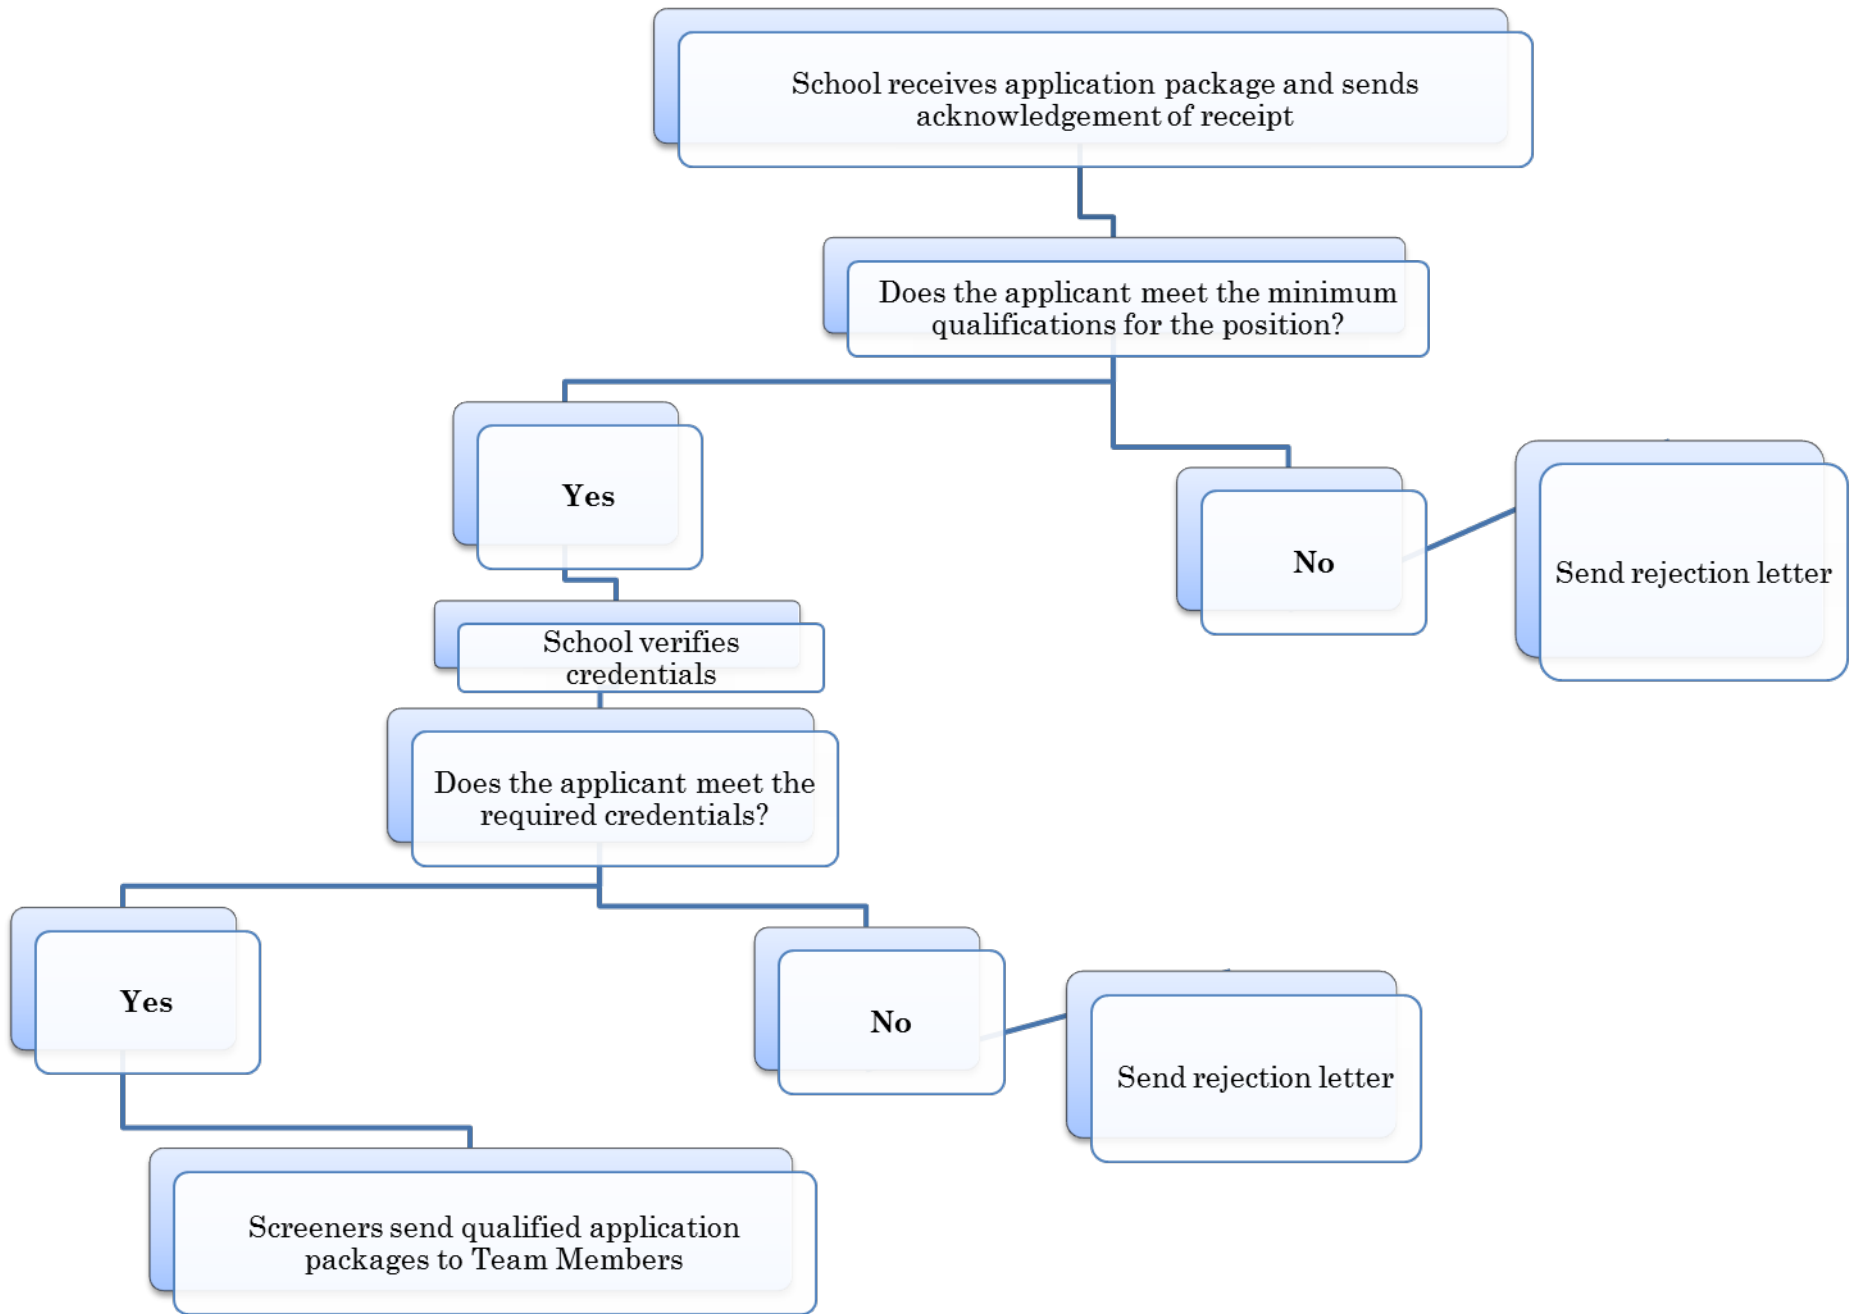 School receives application package and sends
acknowledgement of receipt
Does the applicant meet the minimum
qualifications for the position?
Yes
No
Send rejection letter
School verifies
credentials
Does the applicant meet the
required credentials?
Yes
No
Send rejection letter
Screeners send qualified application
packages to Team Members